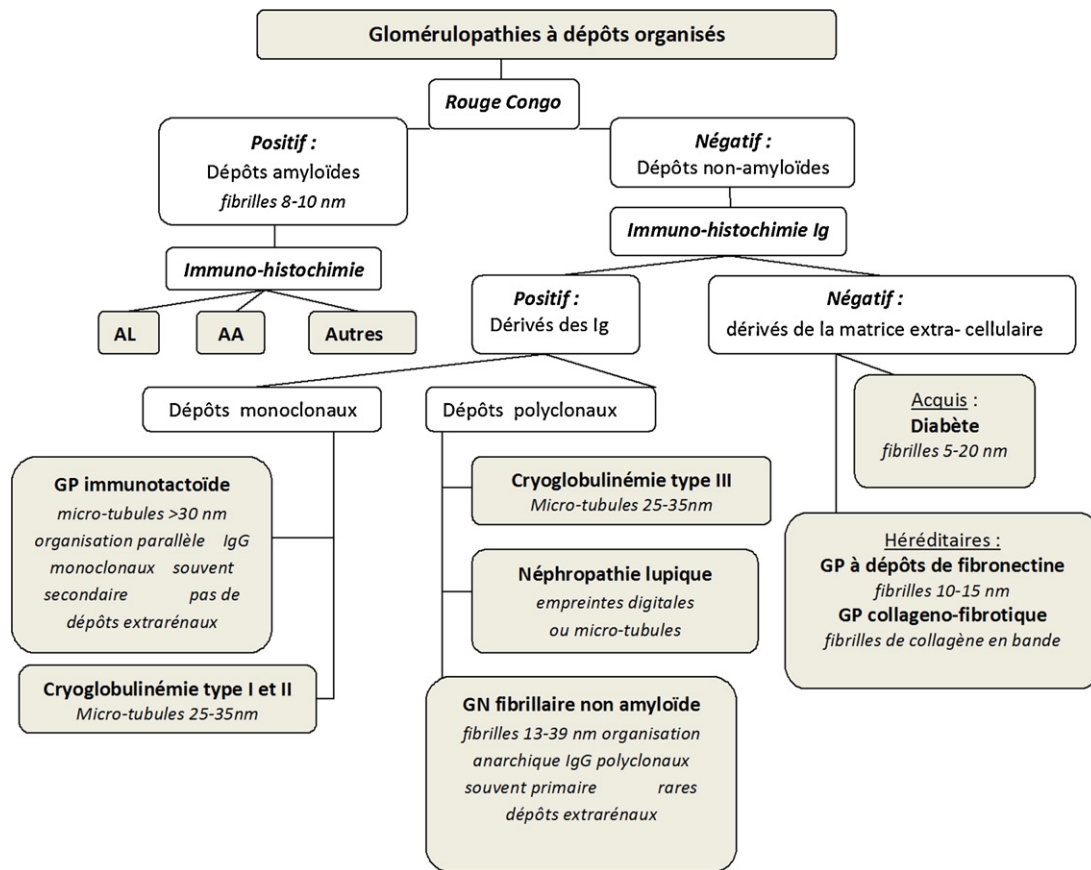 Glomérulopathies à dépôts organisés
Rouge Congo
Positif :
Dépôts amyloïdes
fibrilles 8-10 nm
Négatif :
Dépôts non-amyloïdes
Immuno-histochimie
Immuno-histochimie Ig
AL
AA
Autres
Positif :
Dérivés des Ig
Négatif :
dérivés de la matrice extra- cellulaire
Dépôts monoclonaux
Dépôts polyclonaux
GP immunotactoïde
micro-tubules >30 nm
organisation parallèle IgG
monoclonaux souvent
secondaire pas de
dépôts extrarénaux
Cryoglobulinémie type I et II
Micro-tubules 25-35nm
Cryoglobulinémie type III
Micro-tubules 25-35nm
Néphropathie lupique
empreintes digitales
ou micro-tubules
GN fibrillaire non amyloïde
fibrilles 13-39 nm organisation
anarchique IgG polyclonaux
souvent primaire rares
dépôts extrarénaux
Acquis :
Diabète
fibrilles 5-20 nm
Héréditaires :
GP à dépôts de fibronectine
fibrilles 10-15 nm
GP collageno-fibrotique
fibrilles de collagène en bande